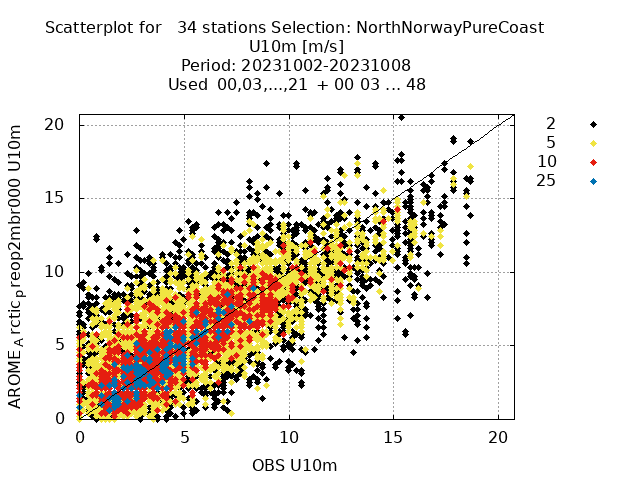 Scatterplot for 34 stations Selection: NorthNorwayPureCoast
U10m [m/s]
Period: 20231002-20231008
Used 00,03,...,21 + 00 03 ... 48
AROME_Arctic_preop2mbr000 U10m
20
15
10
5
0
0 5 10 15 20
OBS U10m
2
5
10
25